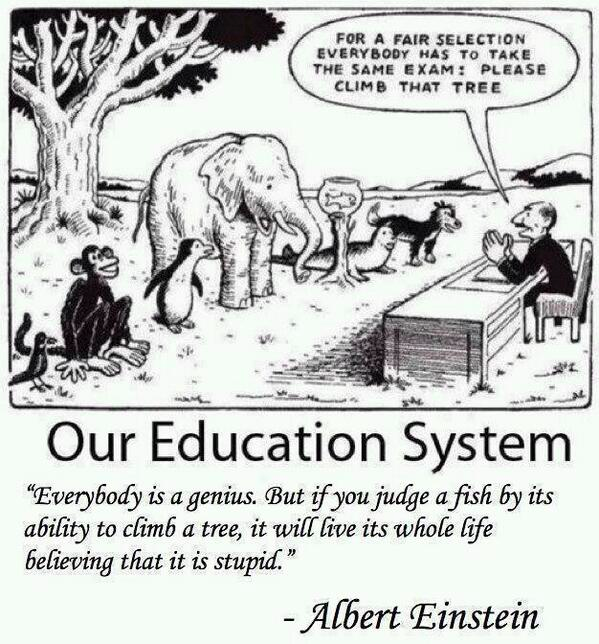 FOR A FAIR SELECTION
EVERYBODY HAS TO TAKE
THE SAME EXAM: PLEASE
CLIMB THAT TREE
Our Education System
“Everybody is a genius. But if you judge a fish by its
ability to climb a tree, it will live its whole life
believing that it is stupid.”
- Albert Einstein